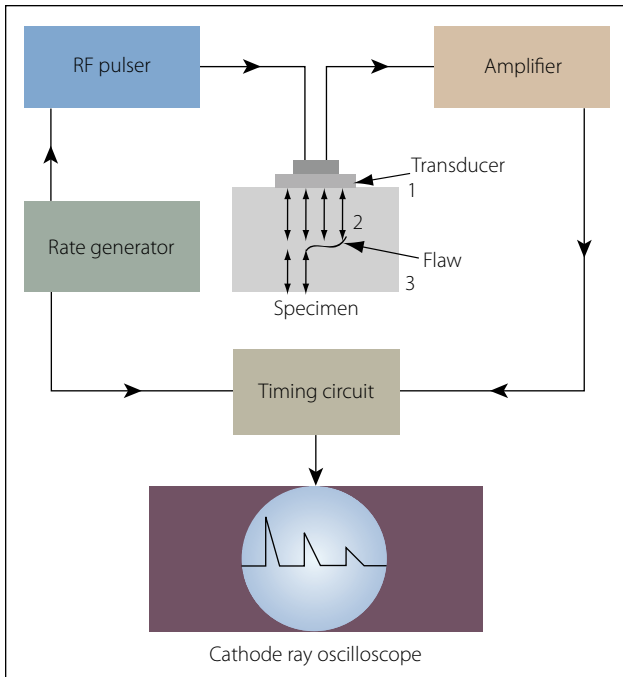 RF pulser
Amplifier
Transducer
1
Rate generator
2
Flaw
3
Specimen
Timing circuit
Cathode ray oscilloscope